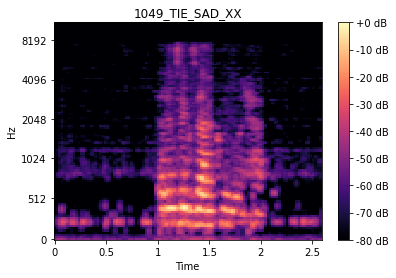 1049_TIE_SAD_XX
8192
4096
2048
1024
512
0
Hz
0 0.5 1 1.5 2 2.5
Time
+0 dB
-10 dB
-20 dB
-30 dB
-40 dB
-50 dB
-60 dB
-70 dB
-80 dB